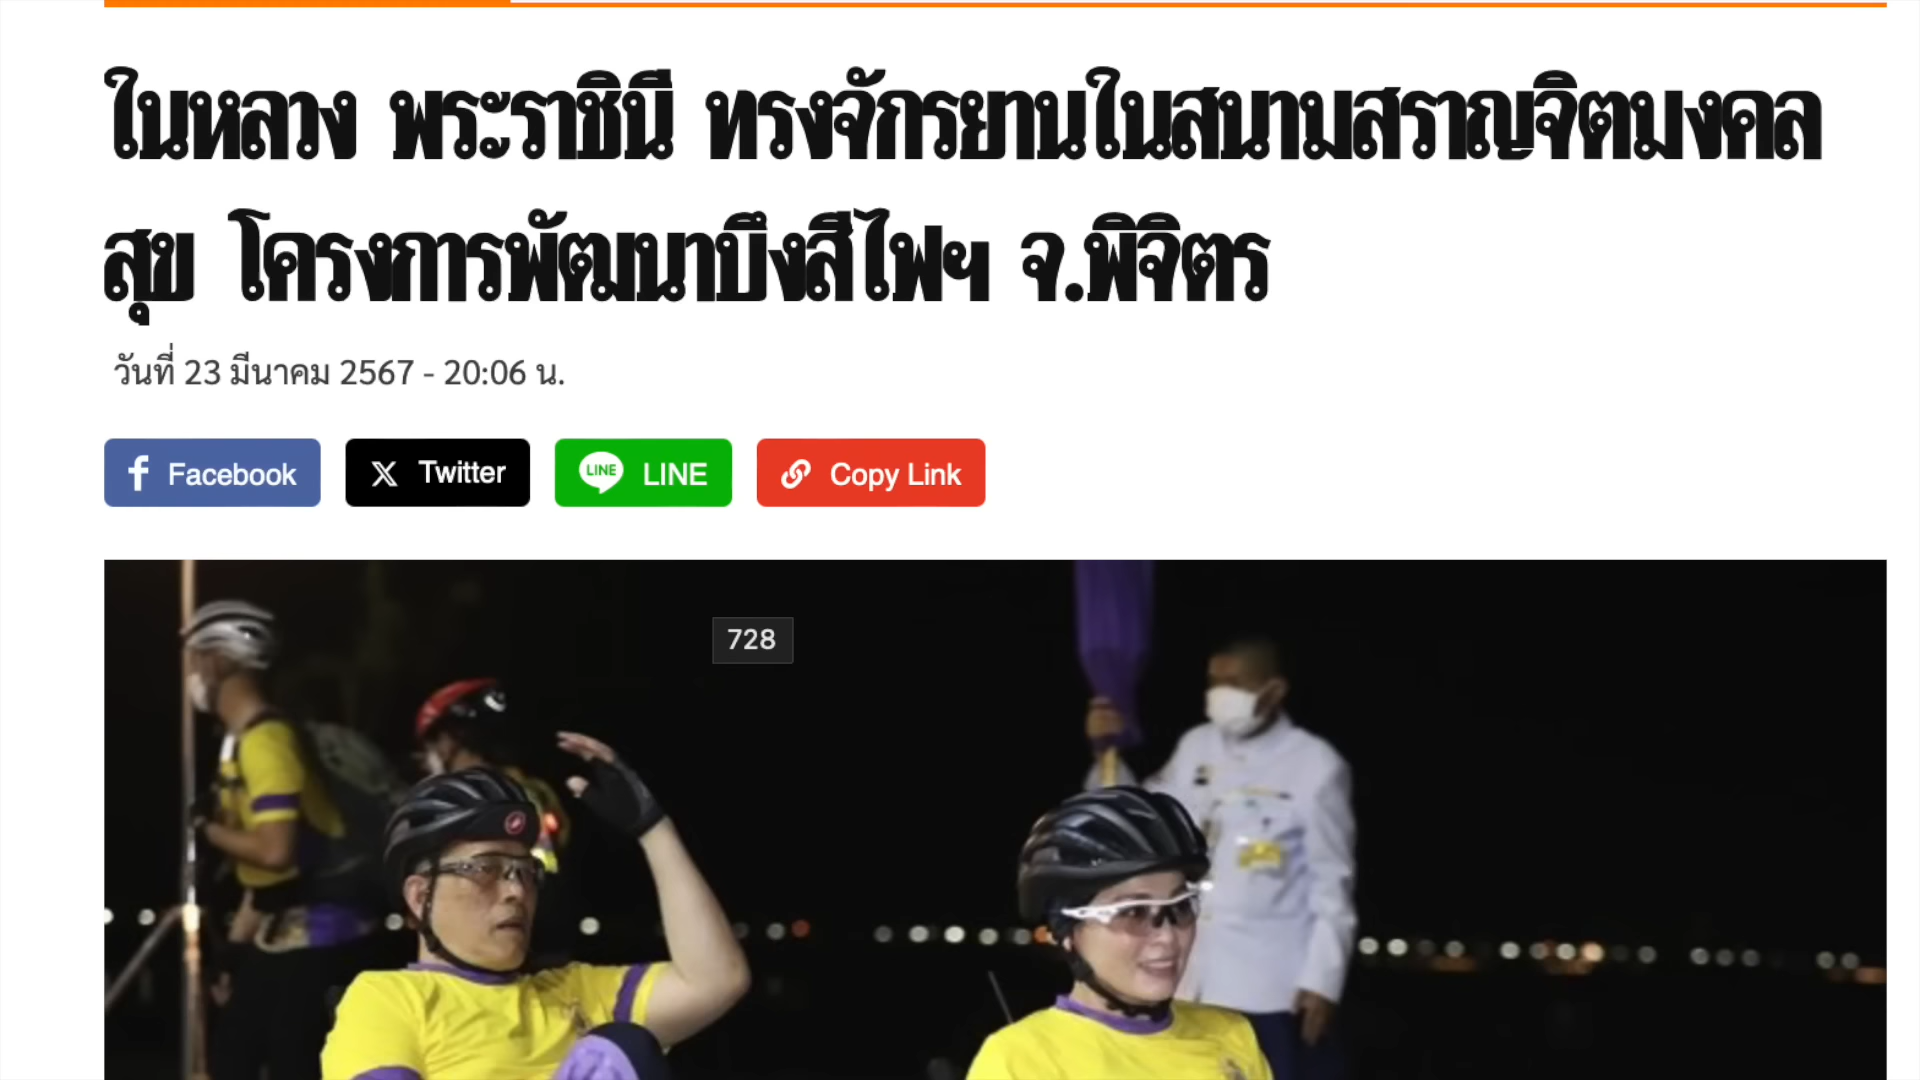 ในหลวง พระราชินี ทรงจักรยานในสนามสราญจิตมงคล
สุข โครงการพัฒนาบึงสีไฟฯ จ.พิจิตร
วันที่ 23 มีนาคม 2567 - 20:06 น.
Facebook
Twitter
LINE LINE
Copy Link
728